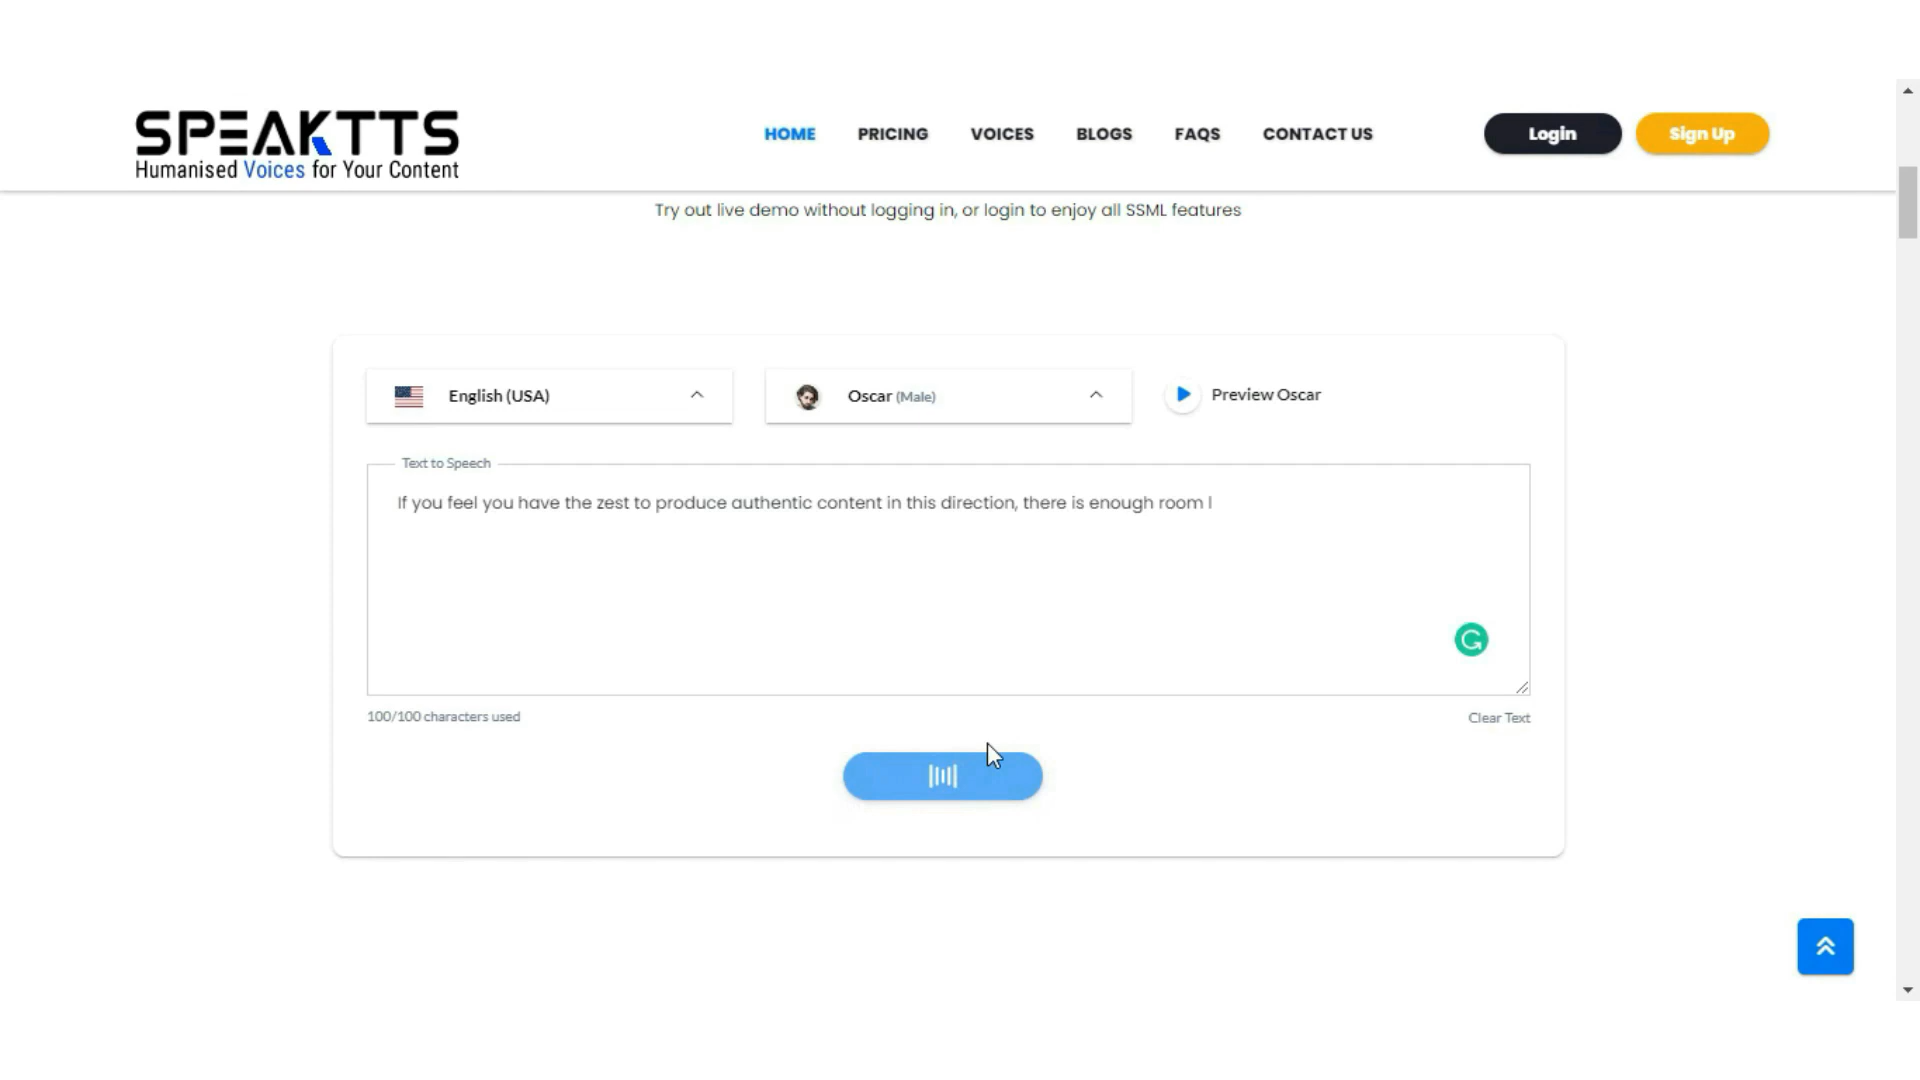 SPEAKTTS
Humanised Voices for Your Content
HOME PRICING VOICES BLOGS FAQS CONTACT US Login Sign Up
Try out live demo without logging in, or login to enjoy all SSML features
English (USA) Oscar (Male) Preview Oscar
Text to Speech
If you feel you have the zest to produce authentic content in this direction, there is enough room l
100/100 characters used Clear Text